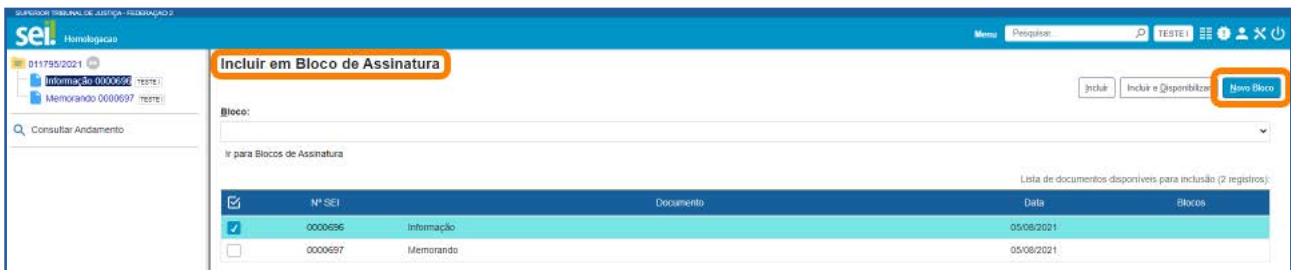 SUPERIOR TRIBUNAL DE JUSTIÇA - FEDERAÇÃO 2
sei. Homologacao
Menu Pesquisar... TESTE I
011795/2021
Informação 0000696 TESTE I
Memorando 0000697 TESTE I
Consultar Andamento
Incluir em Bloco de Assinatura
Incluir Incluir e Disponibilizar Novo Bloco
Bloco:
Ir para Blocos de Assinatura
Lista de documentos disponíveis para inclusão (2 registros):
Nº SEI Documento Data Blocos
0000696 Informação 05/08/2021
0000697 Memorando 05/08/2021